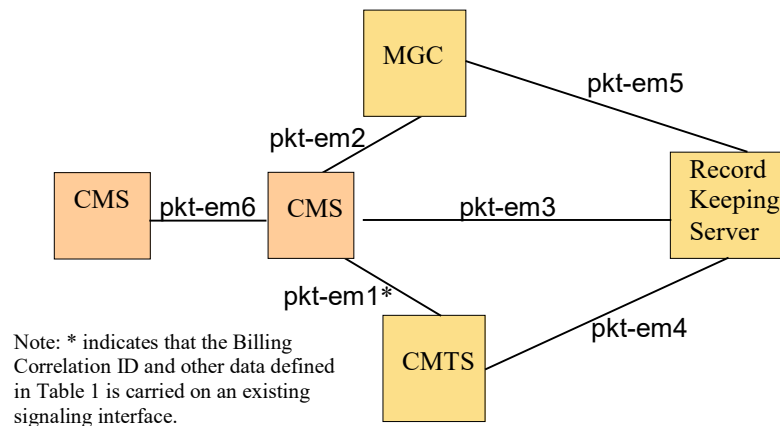 MGC
pkt-em5
pkt-em2
Record
Keeping
Server
CMS
pkt-em6
CMS
pkt-em3
pkt-em1*
pkt-em4
CMTS
Note: * indicates that the Billing
Correlation ID and other data defined
in Table 1 is carried on an existing
signaling interface.